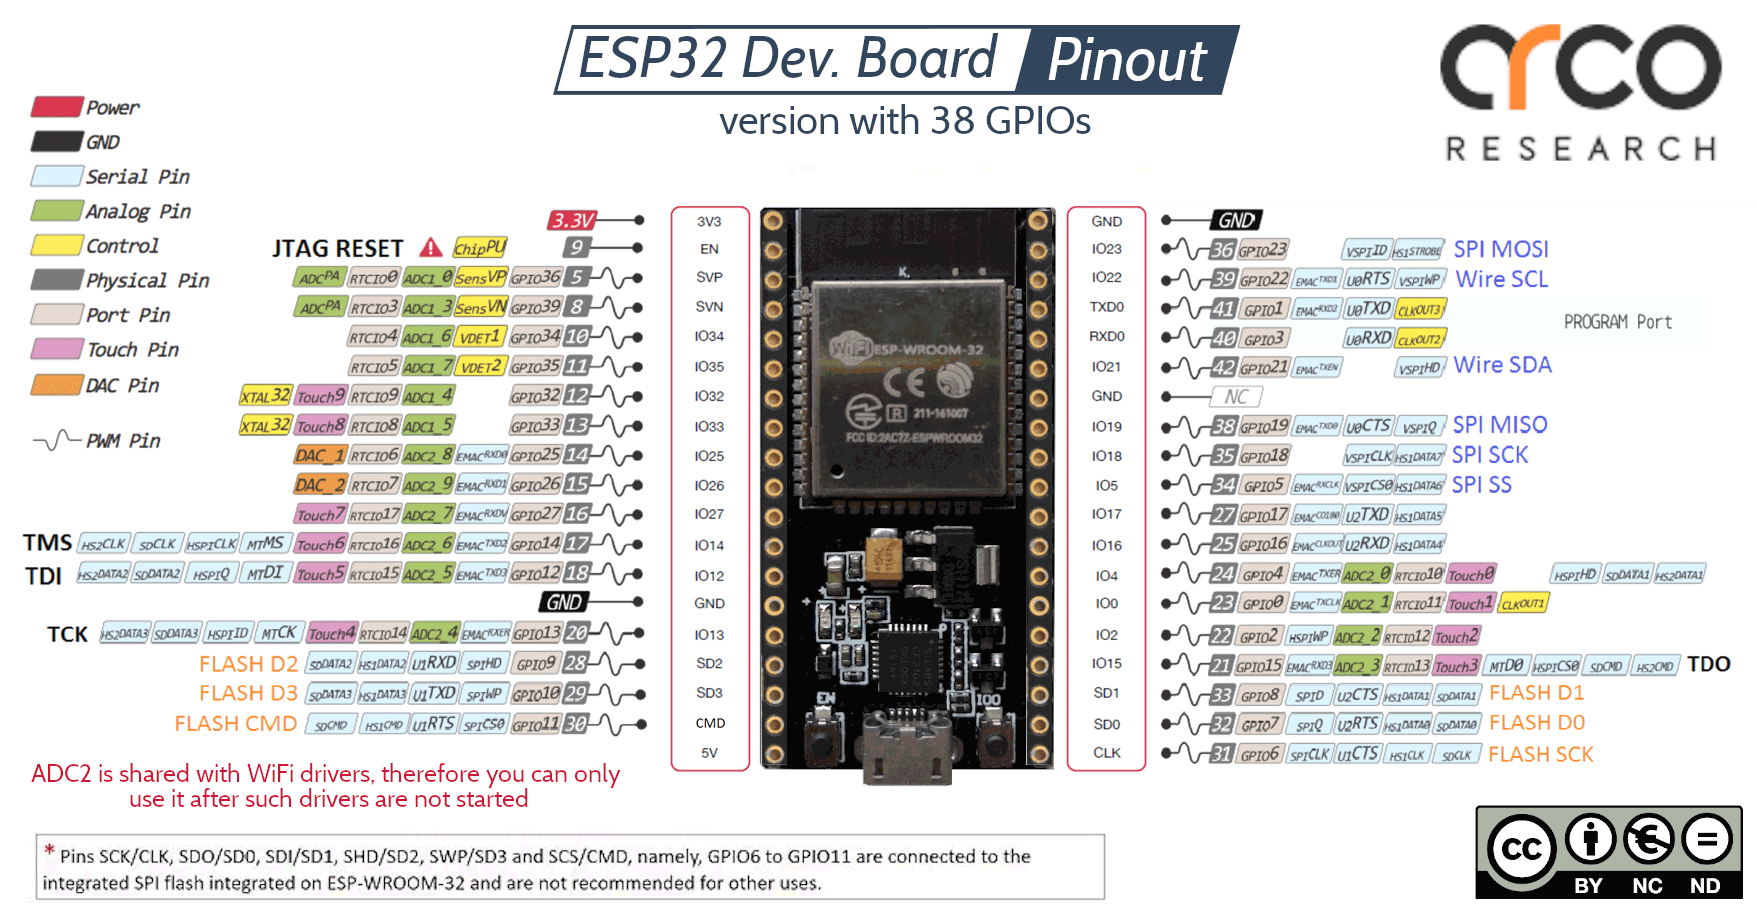 ESP32 Dev. Board Pinout
version with 38 GPIOs
arco
RESEARCH
Power
GND
Serial Pin
Analog Pin
Control
Physical Pin
Port Pin
Touch Pin
DAC Pin
PWM Pin
3.3V
JTAG RESET ChipPU 9
ADCPA RTCIO0 ADC1_0 SensVP GPIO36 5
ADCPA RTCIO3 ADC1_3 SensVN GPIO39 8
RTCIO4 ADC1_6 VDET1 GPIO34 10
RTCIO5 ADC1_7 VDET2 GPIO35 11
XTAL32 Touch9 RTCIO9 ADC1_4 GPIO32 12
XTAL32 Touch8 RTCIO8 ADC1_5 GPIO33 13
DAC_1 RTCIO6 ADC2_8 EMACRXD0 GPIO25 14
DAC_2 RTCIO7 ADC2_9 EMACRXD1 GPIO26 15
Touch7 RTCIO17 ADC2_7 EMACRXDV GPIO27 16
TMS HS2CLK SDCLK HSPICLK MTMS Touch6 RTCIO16 ADC2_6 EMACTXD2 GPIO14 17
TDI HS2DATA2 SDDATA2 HSPIQ MTDI Touch5 RTCIO15 ADC2_5 EMACTXD3 GPIO12 18
GND
TCK HS2DATA3 SDDATA3 HSPIID MTCK Touch4 RTCIO14 ADC2_4 EMACRXER GPIO13 20
FLASH D2 SDDATA2 HS1DATA2 U1RXD SPIHD GPIO9 28
FLASH D3 SDDATA3 HS1DATA3 U1TXD SPIWP GPIO10 29
FLASH CMD SDCMD HS1CMD U1RTS SPICS0 GPIO11 30
3V3
EN
SVP
SVN
IO34
IO35
IO32
IO33
IO25
IO26
IO27
IO14
IO12
GND
IO13
SD2
SD3
CMD
5V
WiFi ESP-WROOM-32
CE
R 211-161007
FCC ID:2AC7Z-ESPWROOM32
EN
IO0
GND
IO23
IO22
TXD0
RXD0
IO21
GND
IO19
IO18
IO5
IO17
IO16
IO4
IO0
IO2
IO15
SD1
SD0
CLK
GND
36 GPIO23 VSPIID HS1STROBE SPI MOSI
39 GPIO22 EMACTXD1 U0RTS VSPIWP Wire SCL
41 GPIO1 EMACRXD2 U0TXD CLKOUT3
PROGRAM Port
40 GPIO3 U0RXD CLKOUT2
42 GPIO21 EMACTXEN VSPIHD Wire SDA
NC
38 GPIO19 EMACTXD0 U0CTS VSPIQ SPI MISO
35 GPIO18 VSPICLK HS1DATA7 SPI SCK
34 GPIO5 EMACRXCLK VSPICS0 HS1DATA6 SPI SS
27 GPIO17 EMACCO180 U2TXD HS1DATA5
25 GPIO16 EMACCLKOUT U2RXD HS1DATA4
24 GPIO4 EMACTXER ADC2_0 RTCIO10 Touch0 HSPIHD SDDATA1 HS2DATA1
23 GPIO0 EMACTXCLK ADC2_1 RTCIO11 Touch1 CLKOUT1
22 GPIO2 HSPIWP ADC2_2 RTCIO12 Touch2
21 GPIO15 EMACRXD3 ADC2_3 RTCIO13 Touch3 MTDO HSPICS0 SDCMD HS2CMD TDO
33 GPIO8 SPID U2CTS HS1DATA1 SDDATA1 FLASH D1
32 GPIO7 SPIQ U2RTS HS1DATA0 SDDATA0 FLASH D0
31 GPIO6 SPICLK U1CTS HS1CLK SDCLK FLASH SCK
ADC2 is shared with WiFi drivers, therefore you can only
use it after such drivers are not started
* Pins SCK/CLK, SDO/SD0, SDI/SD1, SHD/SD2, SWP/SD3 and SCS/CMD, namely, GPIO6 to GPIO11 are connected to the
integrated SPI flash integrated on ESP-WROOM-32 and are not recommended for other uses.
cc
BY NC ND